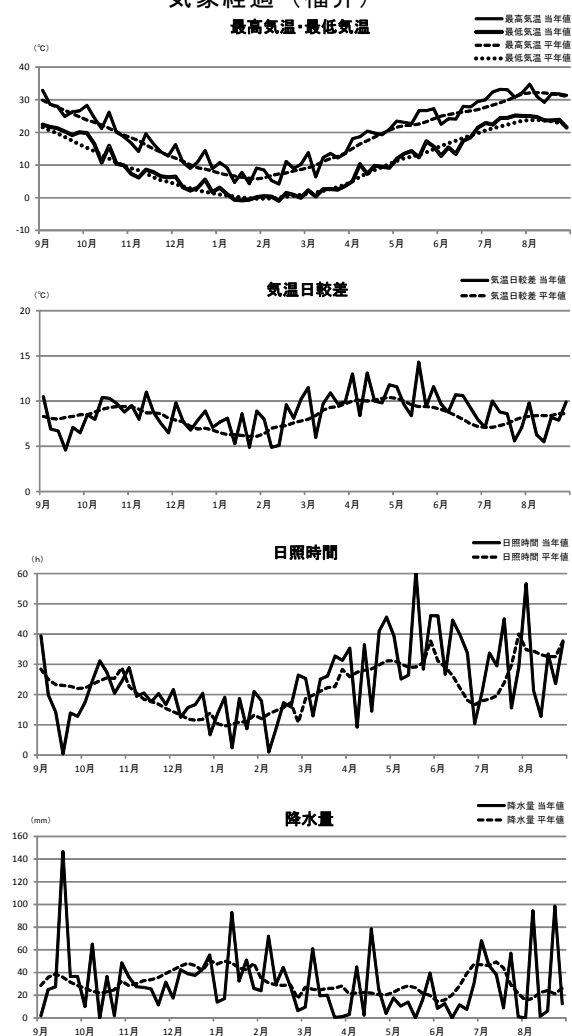 気象経過（福井）
最高気温・最低気温
最高気温 当年値
最低気温 当年値
最高気温 平年値
最低気温 平年値
(℃)
40
30
20
10
0
-10
9月 10月 11月 12月 1月 2月 3月 4月 5月 6月 7月 8月
気温日較差
気温日較差 当年値
気温日較差 平年値
(℃)
20
15
10
5
0
9月 10月 11月 12月 1月 2月 3月 4月 5月 6月 7月 8月
日照時間
日照時間 当年値
日照時間 平年値
(h)
60
50
40
30
20
10
0
9月 10月 11月 12月 1月 2月 3月 4月 5月 6月 7月 8月
降水量
降水量 当年値
降水量 平年値
(mm)
160
140
120
100
80
60
40
20
0
9月 10月 11月 12月 1月 2月 3月 4月 5月 6月 7月 8月